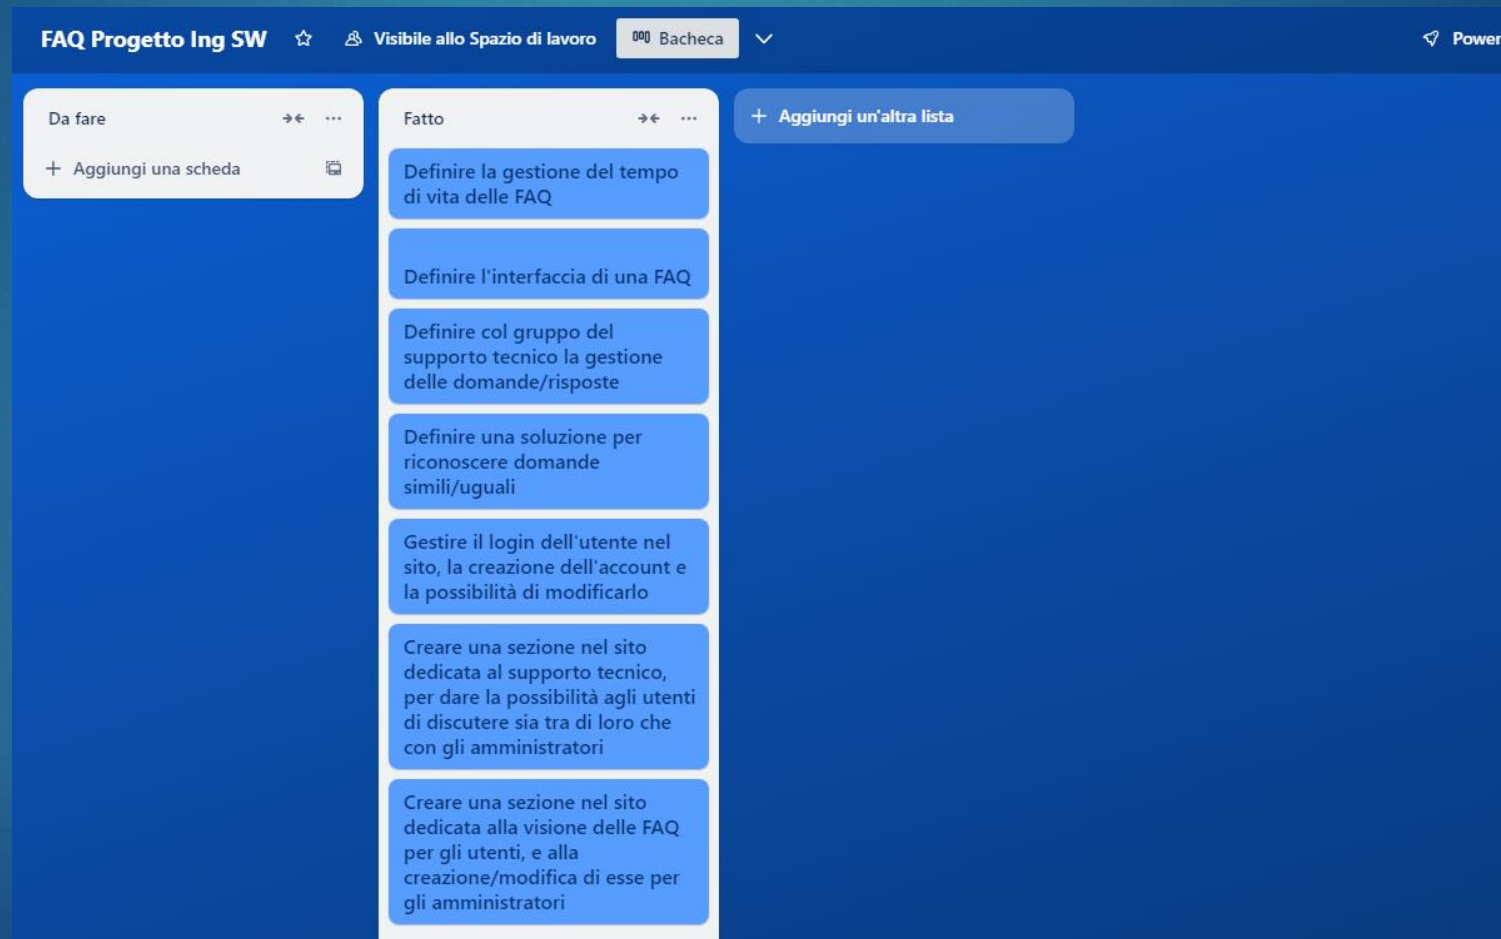 FAQ Progetto Ing SW
Visibile allo Spazio di lavoro
Bacheca
Power
Da fare
Aggiungi una scheda
Fatto
Definire la gestione del tempo
di vita delle FAQ
Definire l'interfaccia di una FAQ
Definire col gruppo del
supporto tecnico la gestione
delle domande/risposte
Definire una soluzione per
riconoscere domande
simili/uguali
Gestire il login dell'utente nel
sito, la creazione dell'account e
la possibilità di modificarlo
Creare una sezione nel sito
dedicata al supporto tecnico,
per dare la possibilità agli utenti
di discutere sia tra di loro che
con gli amministratori
Creare una sezione nel sito
dedicata alla visione delle FAQ
per gli utenti, e alla
creazione/modifica di esse per
gli amministratori
Aggiungi un'altra lista